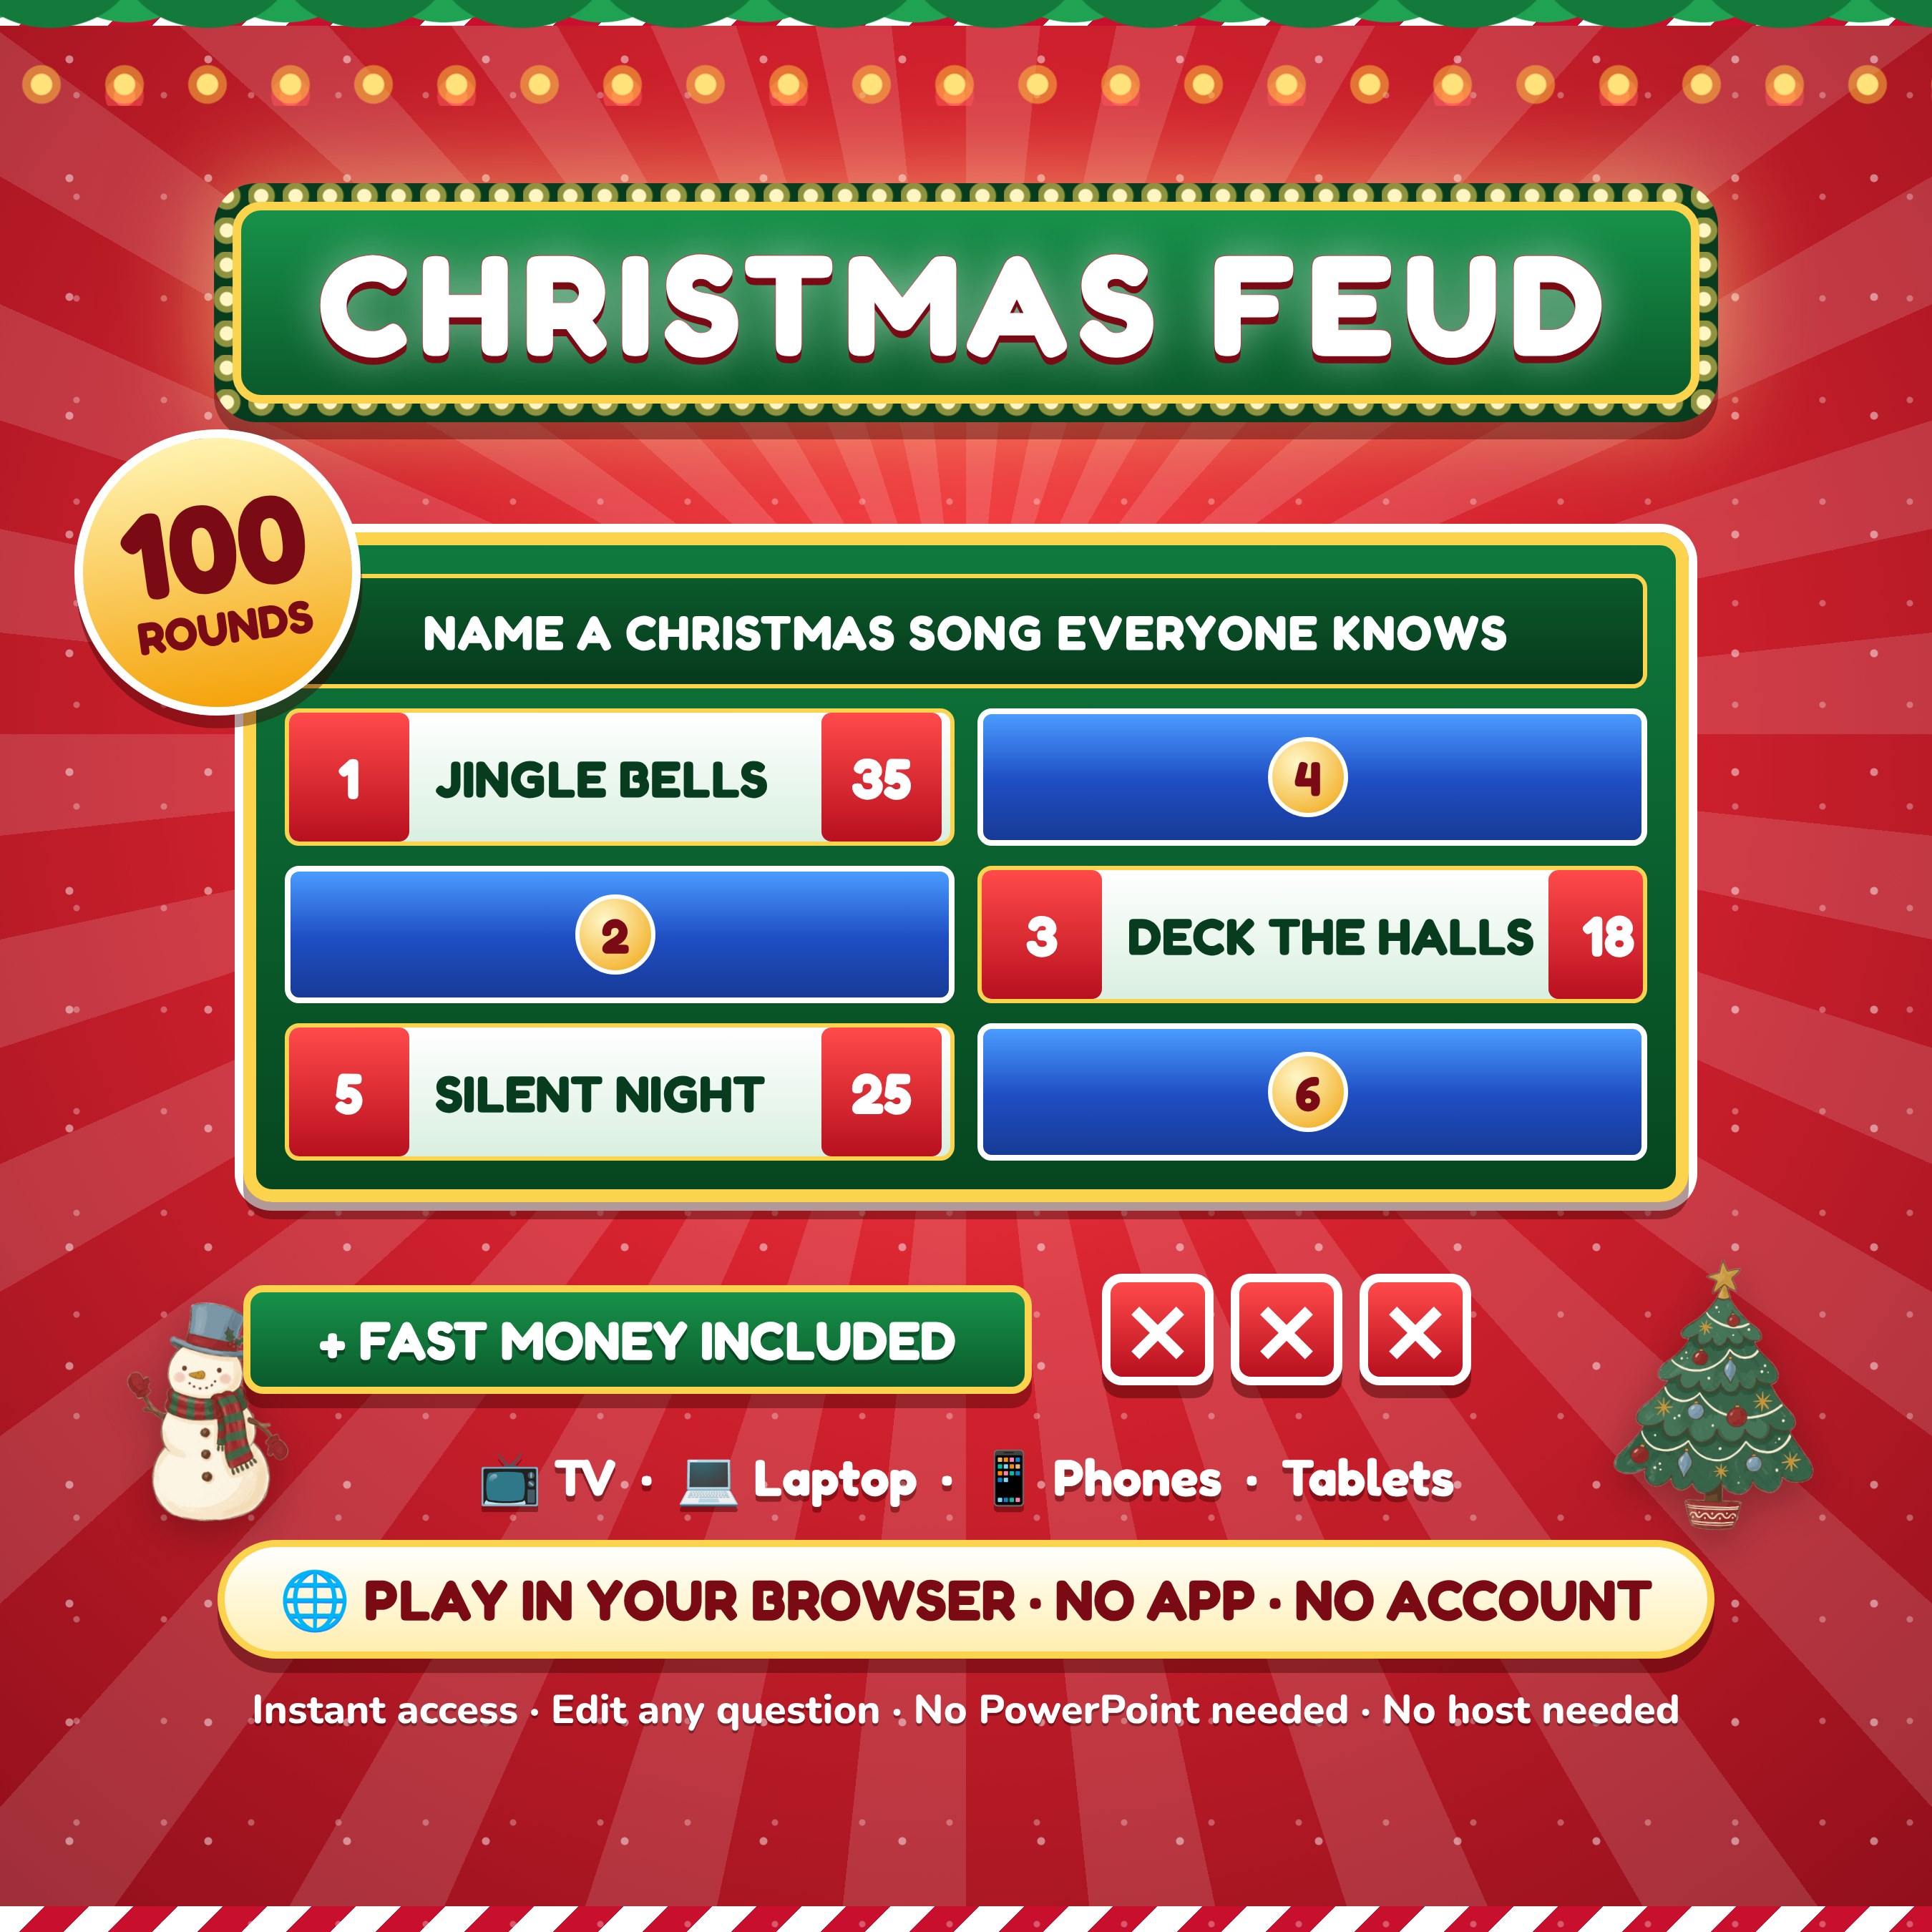 CHRISTMAS FEUD
100
ROUNDS
NAME A CHRISTMAS SONG EVERYONE KNOWS
1 JINGLE BELLS 35
4
2
3 DECK THE HALLS 18
5 SILENT NIGHT 25
6
+ FAST MONEY INCLUDED
📺 TV · 💻 Laptop · 📱 Phones · Tablets
🌐 PLAY IN YOUR BROWSER · NO APP · NO ACCOUNT
Instant access · Edit any question · No PowerPoint needed · No host needed